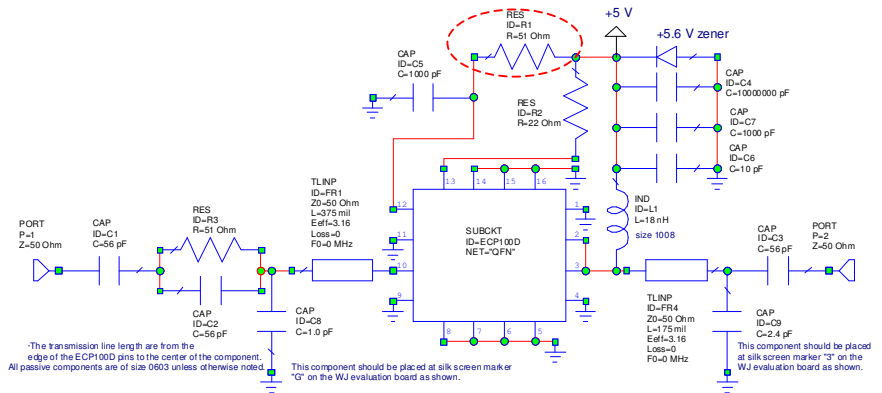 RES
ID=R1
R=51 Ohm
+5 V
+5.6 V zener
CAP
ID=C5
C=1000 pF
CAP
ID=C4
C=10000000 pF
RES
ID=R2
R=22 Ohm
CAP
ID=C7
C=1000 pF
CAP
ID=C6
C=10 pF
13 14 15 16
TLINP
ID=FR1
Z0=50 Ohm
L=375 mil
Eeff=3.16
Loss=0
F0=0 MHz
IND
ID=L1
L=18 nH
size 1008
12
11
10
9
SUBCKT
ID=ECP100D
NET="QFN"
1
2
3
4
8 7 6 5
PORT
P=1
Z=50 Ohm
CAP
ID=C1
C=56 pF
RES
ID=R3
R=51 Ohm
CAP
ID=C2
C=56 pF
CAP
ID=C8
C=1.0 pF
CAP
ID=C3
C=56 pF
PORT
P=2
Z=50 Ohm
TLINP
ID=FR4
Z0=50 Ohm
L=175 mil
Eeff=3.16
Loss=0
F0=0 MHz
CAP
ID=C9
C=2.4 pF
-The transmission line length are from the
edge of the ECP100D pins to the center of the component.
All passive components are of size 0603 unless otherwise noted.
This component should be placed at silk screen marker
"G" on the WJ evaluation board as shown.
This component should be placed
at silk screen marker "3" on the
WJ evaluation board as shown.